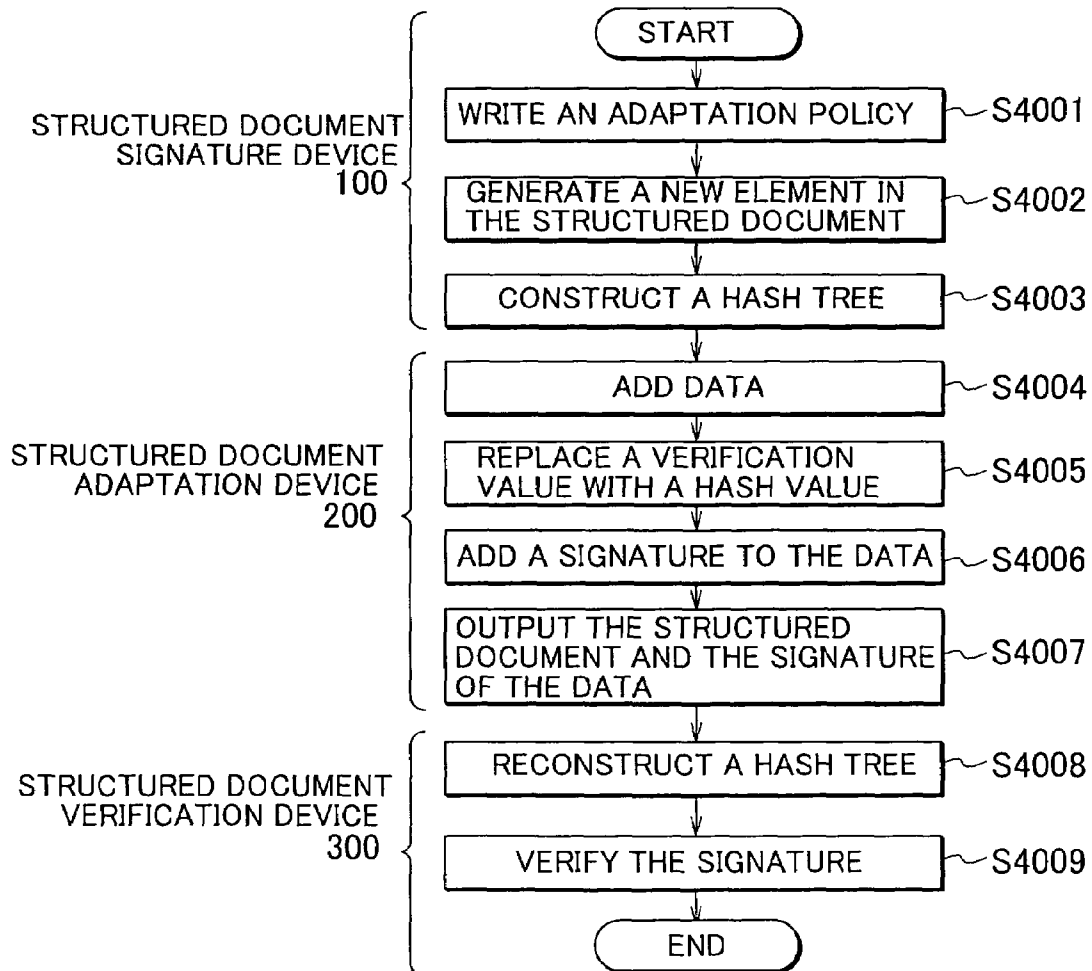 START
STRUCTURED DOCUMENT
SIGNATURE DEVICE
100
WRITE AN ADAPTATION POLICY
S4001
GENERATE A NEW ELEMENT IN
THE STRUCTURED DOCUMENT
S4002
CONSTRUCT A HASH TREE
S4003
STRUCTURED DOCUMENT
ADAPTATION DEVICE
200
ADD DATA
S4004
REPLACE A VERIFICATION
VALUE WITH A HASH VALUE
S4005
ADD A SIGNATURE TO THE DATA
S4006
OUTPUT THE STRUCTURED
DOCUMENT AND THE SIGNATURE
OF THE DATA
S4007
STRUCTURED DOCUMENT
VERIFICATION DEVICE
300
RECONSTRUCT A HASH TREE
S4008
VERIFY THE SIGNATURE
S4009
END